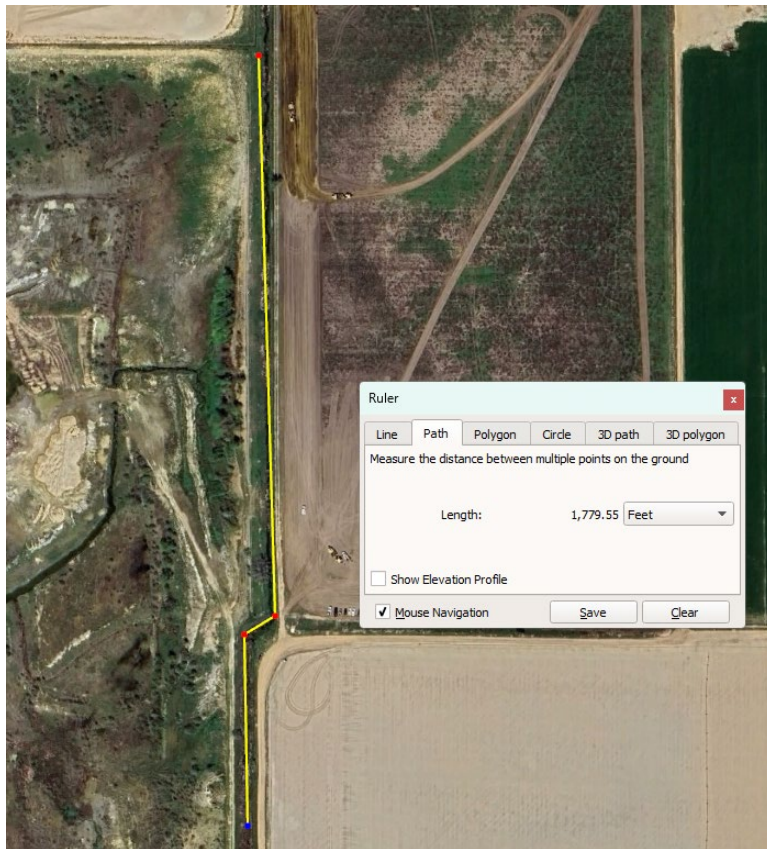 Ruler
x
Line Path Polygon Circle 3D path 3D polygon
Measure the distance between multiple points on the ground
Length: 1,779.55 Feet
Show Elevation Profile
Mouse Navigation Save Clear